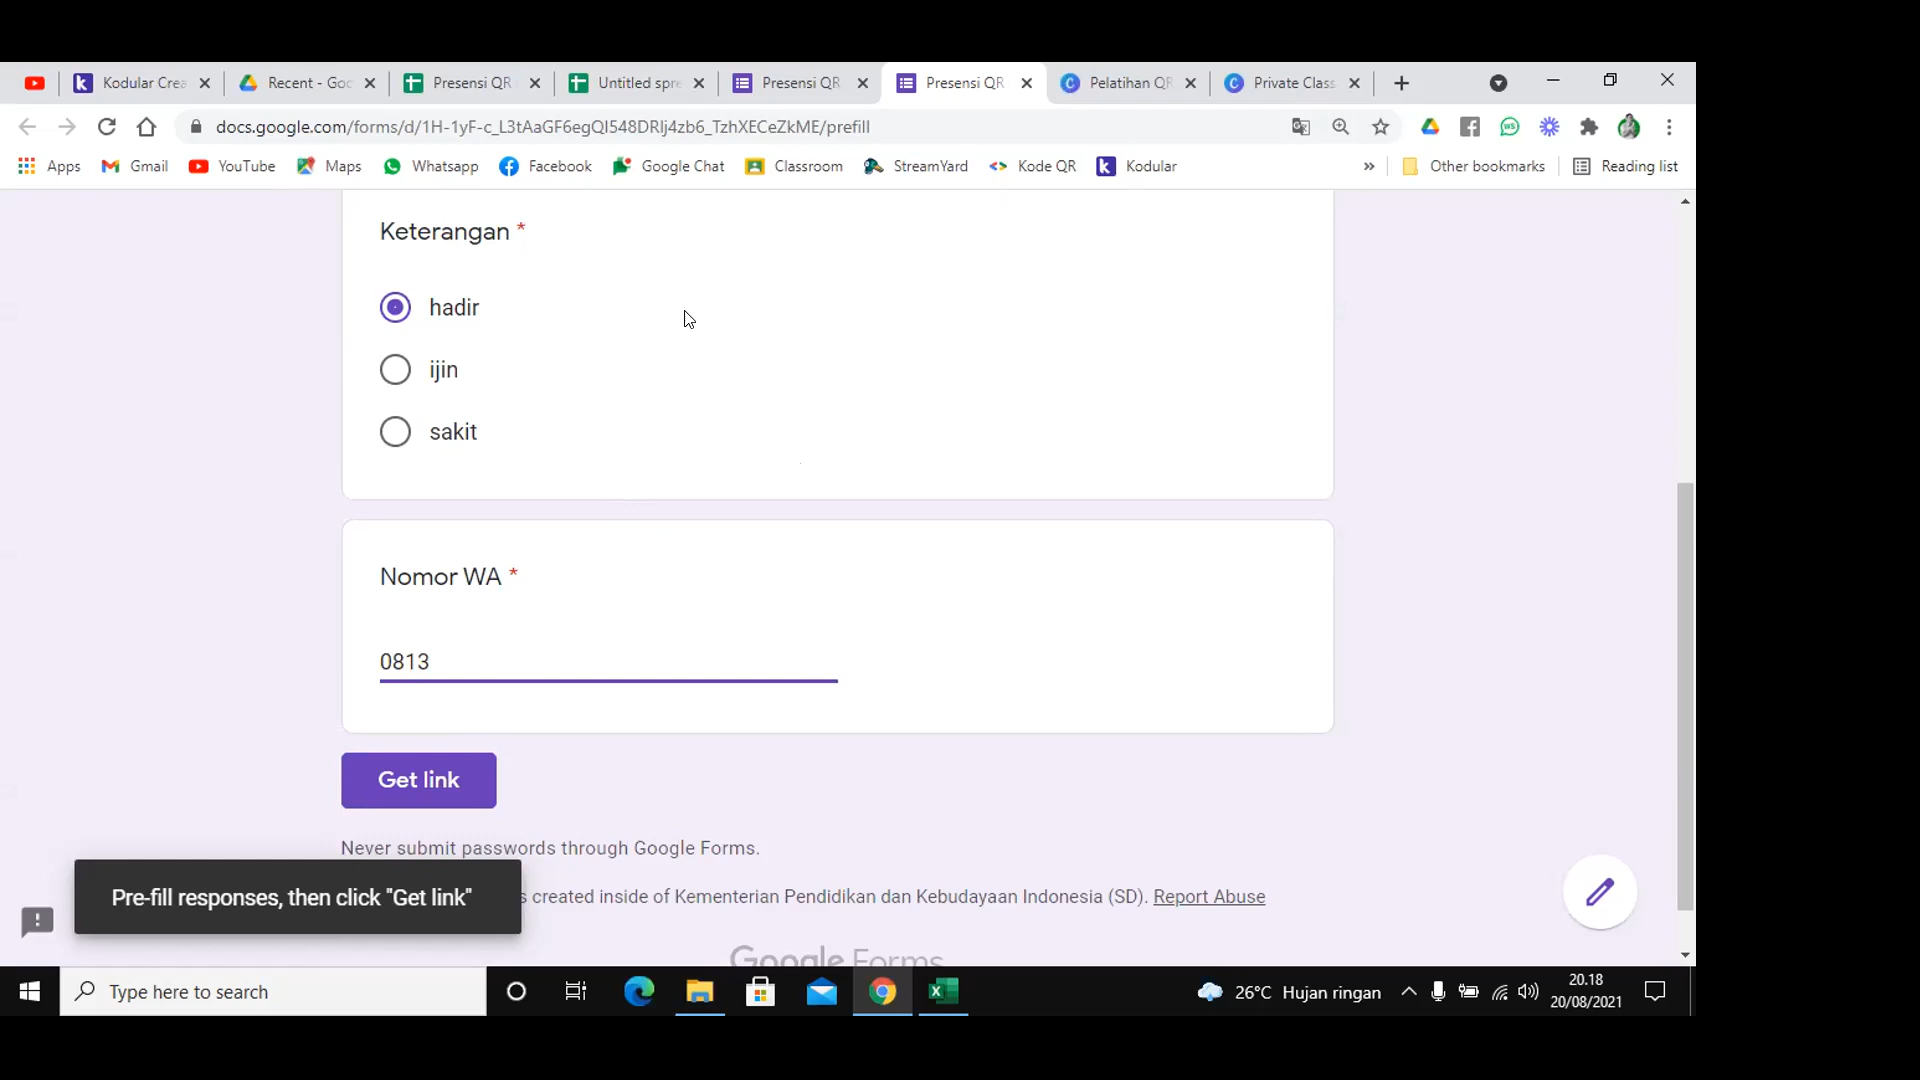 Kodular Crea
Recent - Goo
Presensi QR
Untitled spre
Presensi QR
Presensi QR
Pelatihan QR
Private Class
docs.google.com/forms/d/1H-1yF-c_L3tAaGF6egQI548DRIj4zb6_TzhXECeZkME/prefill
Apps
Gmail
YouTube
Maps
Whatsapp
Facebook
Google Chat
Classroom
StreamYard
Kode QR
Kodular
»
Other bookmarks
Reading list
Keterangan *
hadir
ijin
sakit
Nomor WA *
0813
Get link
Never submit passwords through Google Forms.
s created inside of Kementerian Pendidikan dan Kebudayaan Indonesia (SD). Report Abuse
Pre-fill responses, then click "Get link"
Google Forms
Type here to search
26°C Hujan ringan
20.18
20/08/2021